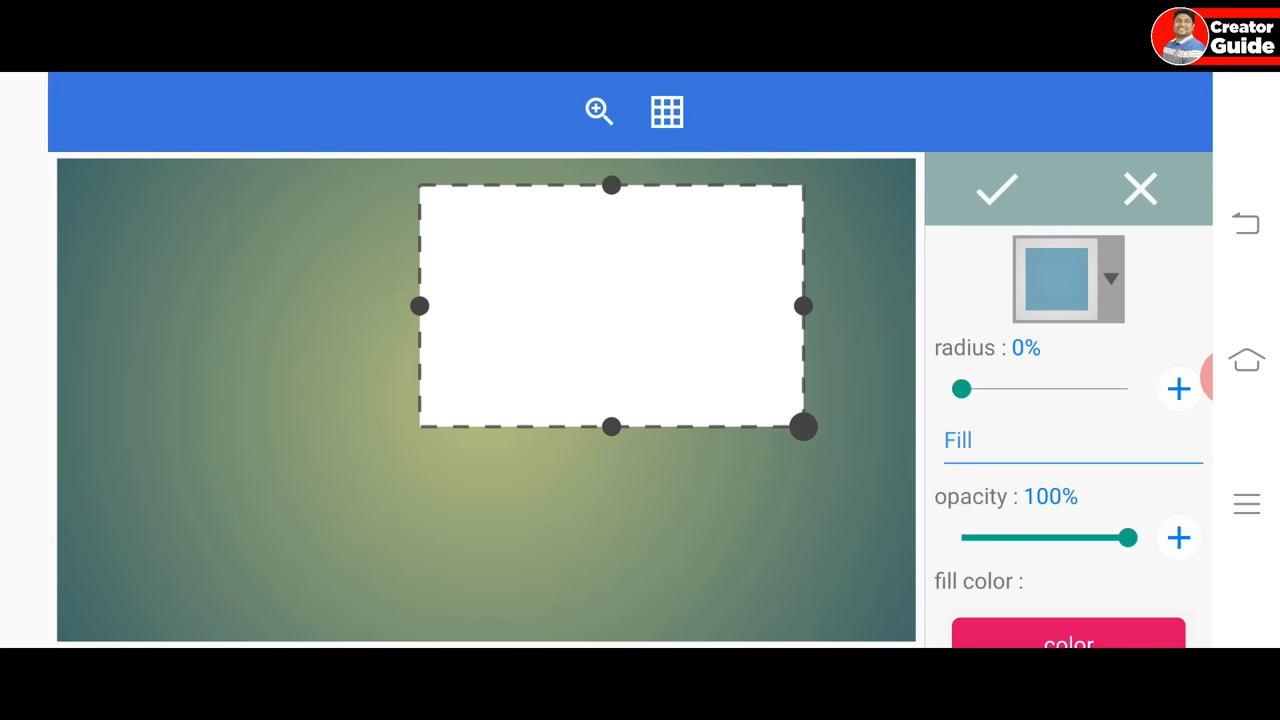 Creator
Guide
radius : 0%
Fill
opacity : 100%
fill color :
color